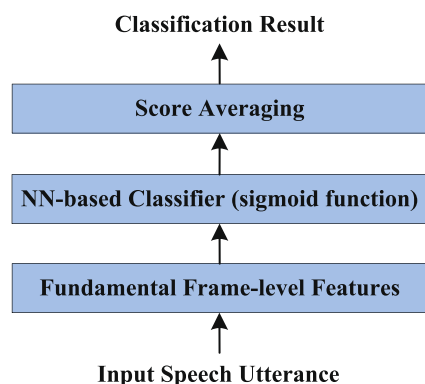 Classification Result
Score Averaging
NN-based Classifier (sigmoid function)
Fundamental Frame-level Features
Input Speech Utterance